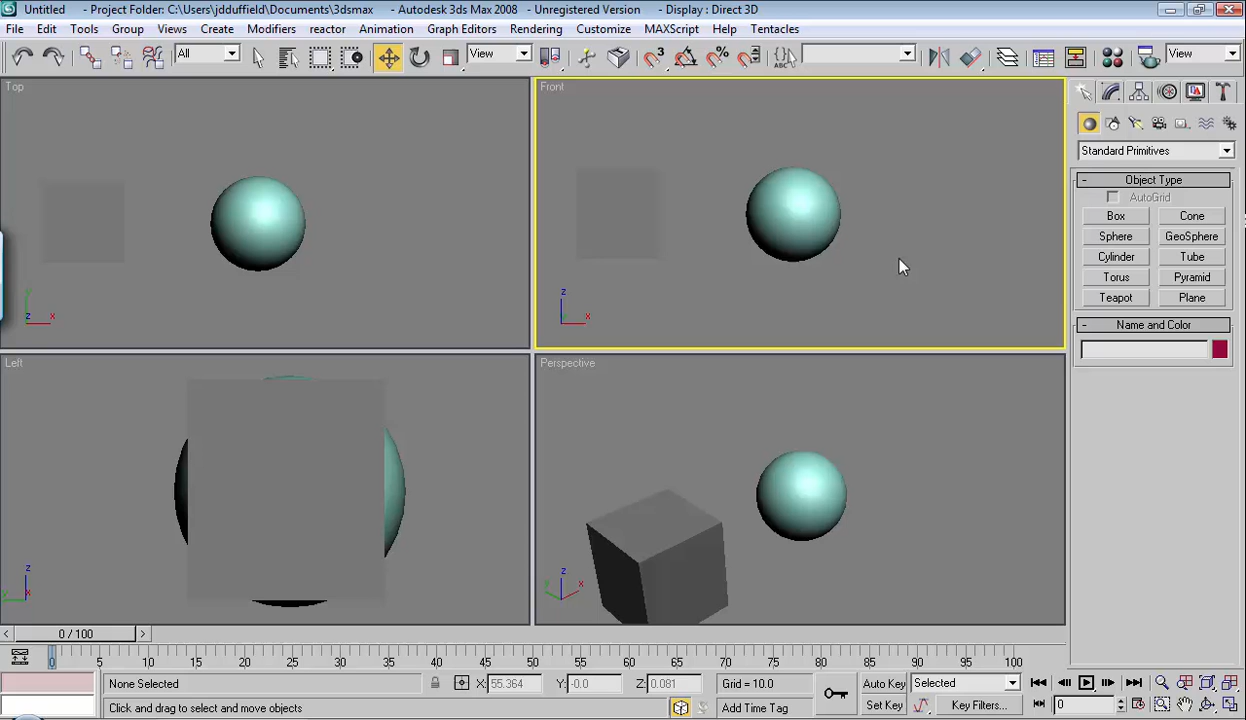 Untitled - Project Folder: C:\Users\jdduffield\Documents\3dsmax - Autodesk 3ds Max 2008 - Unregistered Version - Display : Direct 3D
File Edit Tools Group Views Create Modifiers reactor Animation Graph Editors Rendering Customize MAXScript Help Tentacles
All View 3 % ABC View
Top
Front
Standard Primitives
- Object Type
AutoGrid
Box Cone
Sphere GeoSphere
Cylinder Tube
Torus Pyramid
Teapot Plane
- Name and Color
y z x
z y x
Left
Perspective
z y x
z y x
< 0 / 100 >
0 5 10 15 20 25 30 35 40 45 50 55 60 65 70 75 80 85 90 95 100
None Selected X: 55.364 Y: -0.0 Z: 0.081 Grid = 10.0 Auto Key Selected
Click and drag to select and move objects Add Time Tag Set Key Key Filters... 0